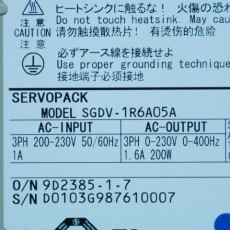 ヒートシンクに触るな! 火傷の恐れ
Do not touch heatsink. May cau
请勿触摸散热片! 有烫伤的危险
注意
CAUTION
注意
必ずアース線を接続せよ
Use proper grounding technique
接地端子必须接地
SERVOPACK
MODEL SGDV-1R6A05A
AC-INPUT AC-OUTPUT
3PH 200-230V 50/60Hz 3PH 0-230V 0-400Hz
1.6A 200W
O/N 9D2385-1-7
S/N D0103G987610007